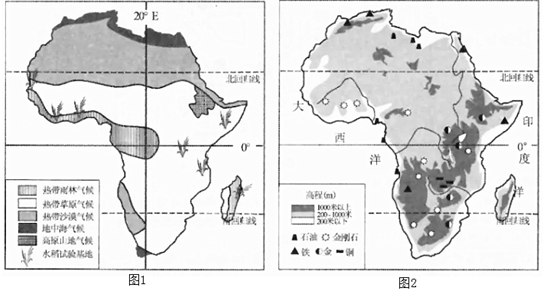 20°E
北回归线
0°
南回归线
热带雨林气候
热带草原气候
热带沙漠气候
地中海气候
高原山地气候
水稻试验基地
图1
北回归线
大
西
洋
印
度
洋
0°
南回归线
高程(m)
1000米以上
200-1000米
200米以下
石油
金刚石
铁
金
铜
图2